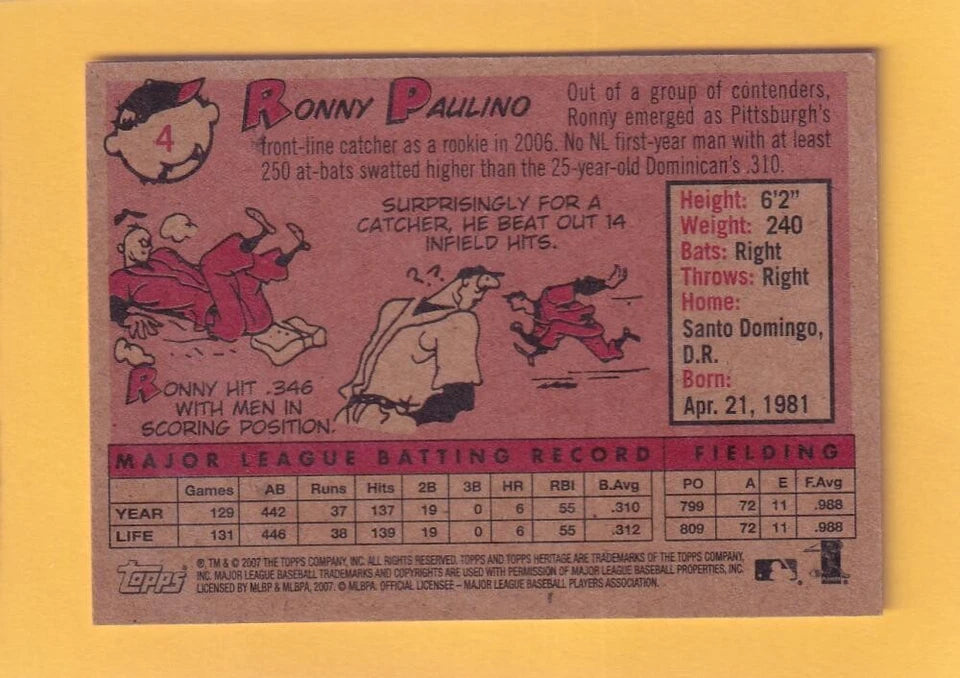 4
RONNY PAULINO
Out of a group of contenders,
Ronny emerged as Pittsburgh's
front-line catcher as a rookie in 2006. No NL first-year man with at least
250 at-bats swatted higher than the 25-year-old Dominican's .310.
SURPRISINGLY FOR A
CATCHER, HE BEAT OUT 14
INFIELD HITS.
? ?
RONNY HIT .346
WITH MEN IN
SCORING POSITION.
Height: 6'2"
Weight: 240
Bats: Right
Throws: Right
Home:
Santo Domingo,
D.R.
Born:
Apr. 21, 1981
MAJOR LEAGUE BATTING RECORD FIELDING
Games AB Runs Hits 2B 3B HR RBI B.Avg PO A E F.Avg
YEAR 129 442 37 137 19 0 6 55 .310 799 72 11 .988
LIFE 131 446 38 139 19 0 6 55 .312 809 72 11 .988
Topps
®, TM & © 2007 THE TOPPS COMPANY, INC. ALL RIGHTS RESERVED. TOPPS AND TOPPS HERITAGE ARE TRADEMARKS OF THE TOPPS COMPANY,
INC. MAJOR LEAGUE BASEBALL TRADEMARKS AND COPYRIGHTS ARE USED WITH PERMISSION OF MAJOR LEAGUE BASEBALL PROPERTIES, INC.
LICENSED BY MLBP & MLBPA, 2007. © MLBPA. OFFICIAL LICENSEE – MAJOR LEAGUE BASEBALL PLAYERS ASSOCIATION.